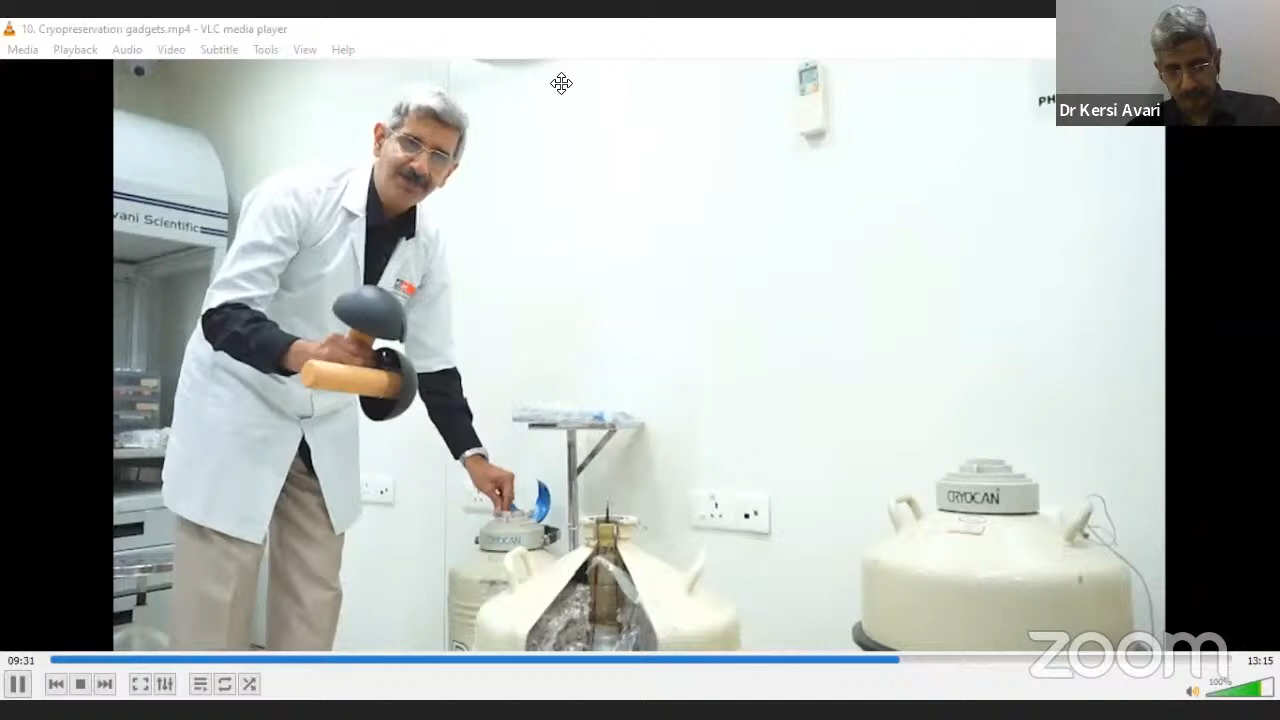 10. Cryopreservation gadgets.mp4 - VLC media player
Media Playback Audio Video Subtitle Tools View Help
Dr Kersi Avari
PH
vani Scientific
CRYOCAN
CRYOCAN
zoom
09:31
13:15
100%